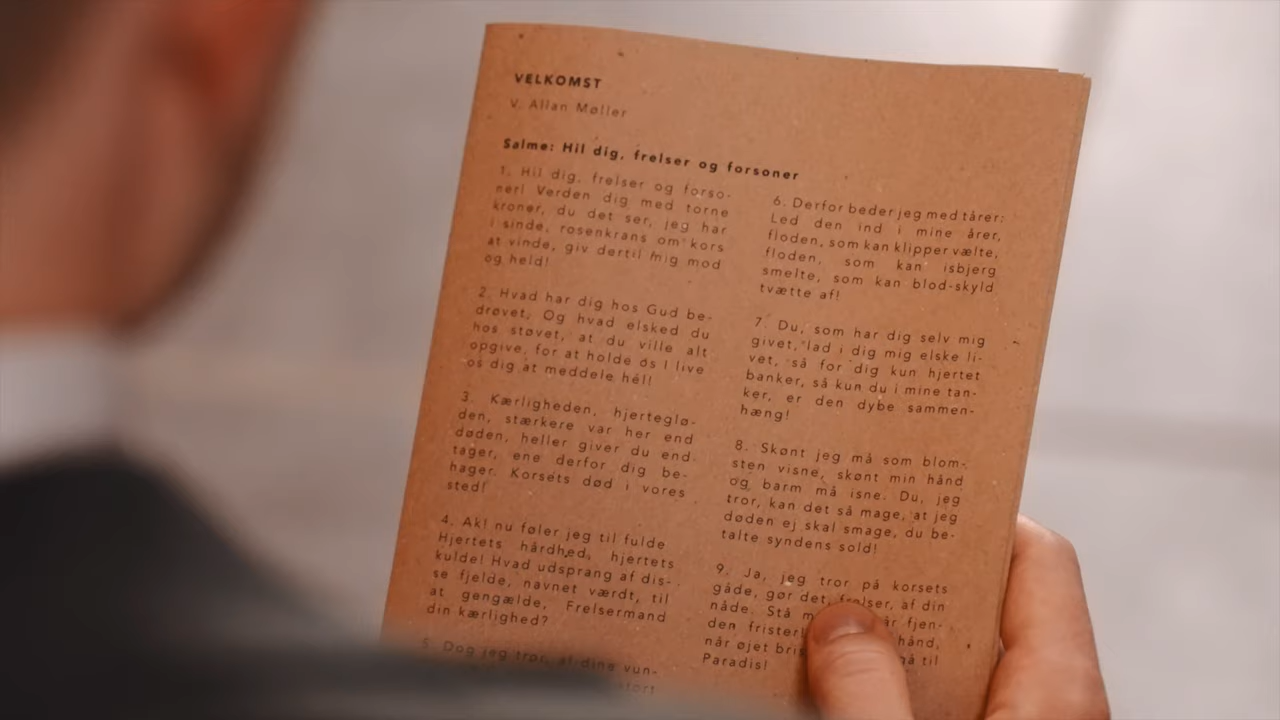 VELKOMST
V. Allan Møller
Salme: Hil dig, frelser og forsoner
1. Hil dig, frelser og forso-
ner! Verden dig med torne
kroner, du det ser, jeg har
i sinde, rosenkrans om kors
at vinde, giv dertil mig mod
og held!
2. Hvad har dig hos Gud be-
drøvet, Og hvad elsked du
hos støvet, at du ville alt
opgive, for at holde os i live
os dig at meddele hél!
3. Kærligheden, hjerteglø-
den, stærkere var her end
døden, heller giver du end
tager, ene derfor dig be-
hager. Korsets død i vores
sted!
4. Ak! nu føler jeg til fulde
Hjertets hårdhed, hjertets
kulde! Hvad udsprang af dis-
se fjelde, navnet værdt, til
at gengælde, Frelsermand
din kærlighed?
5. Dog jeg tror, af dine vun-
6. Derfor beder jeg med tårer:
Led den ind i mine årer,
floden, som kan klipper vælte,
floden, som kan isbjerg
smelte, som kan blod-skyld
tvætte af!
7. Du, som har dig selv mig
givet, lad i dig mig elske li-
vet, så for dig kun hjertet
banker, så kun du i mine tan-
ker, er den dybe sammen-
hæng!
8. Skønt jeg må som blom-
sten visne, skønt min hånd
og barm må isne. Du, jeg
tror, kan det så mage, at jeg
døden ej skal smage, du be-
talte syndens sold!
9. Ja, jeg tror på korsets
gåde, gør det, frelser, af din
nåde. Stå fjen-
den hånd,
når øjet til
Paradis!